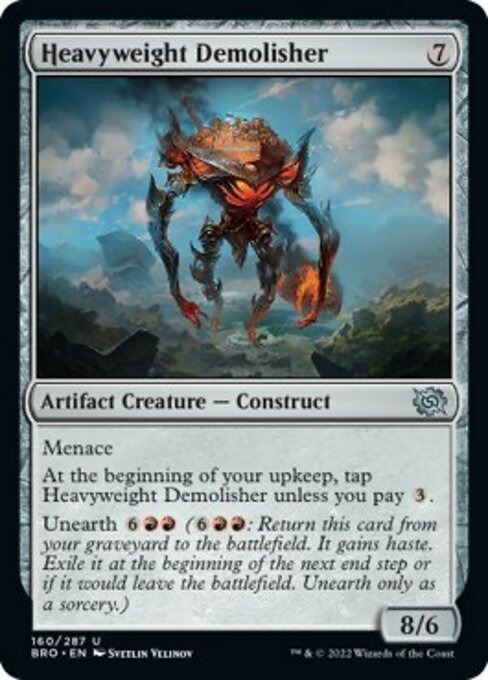 Heavyweight Demolisher 7
Artifact Creature — Construct
Menace
At the beginning of your upkeep, tap
Heavyweight Demolisher unless you pay 3.
Unearth 6RR (6RR: Return this card from
your graveyard to the battlefield. It gains haste.
Exile it at the beginning of the next end step or
if it would leave the battlefield. Unearth only as
a sorcery.)
8/6
160/287 U
BRO • EN Svetlin Velinov
™ & © 2022 Wizards of the Coast